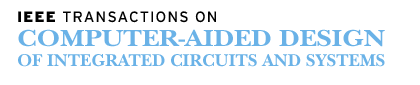 IEEE TRANSACTIONS ON
COMPUTER-AIDED DESIGN
OF INTEGRATED CIRCUITS AND SYSTEMS